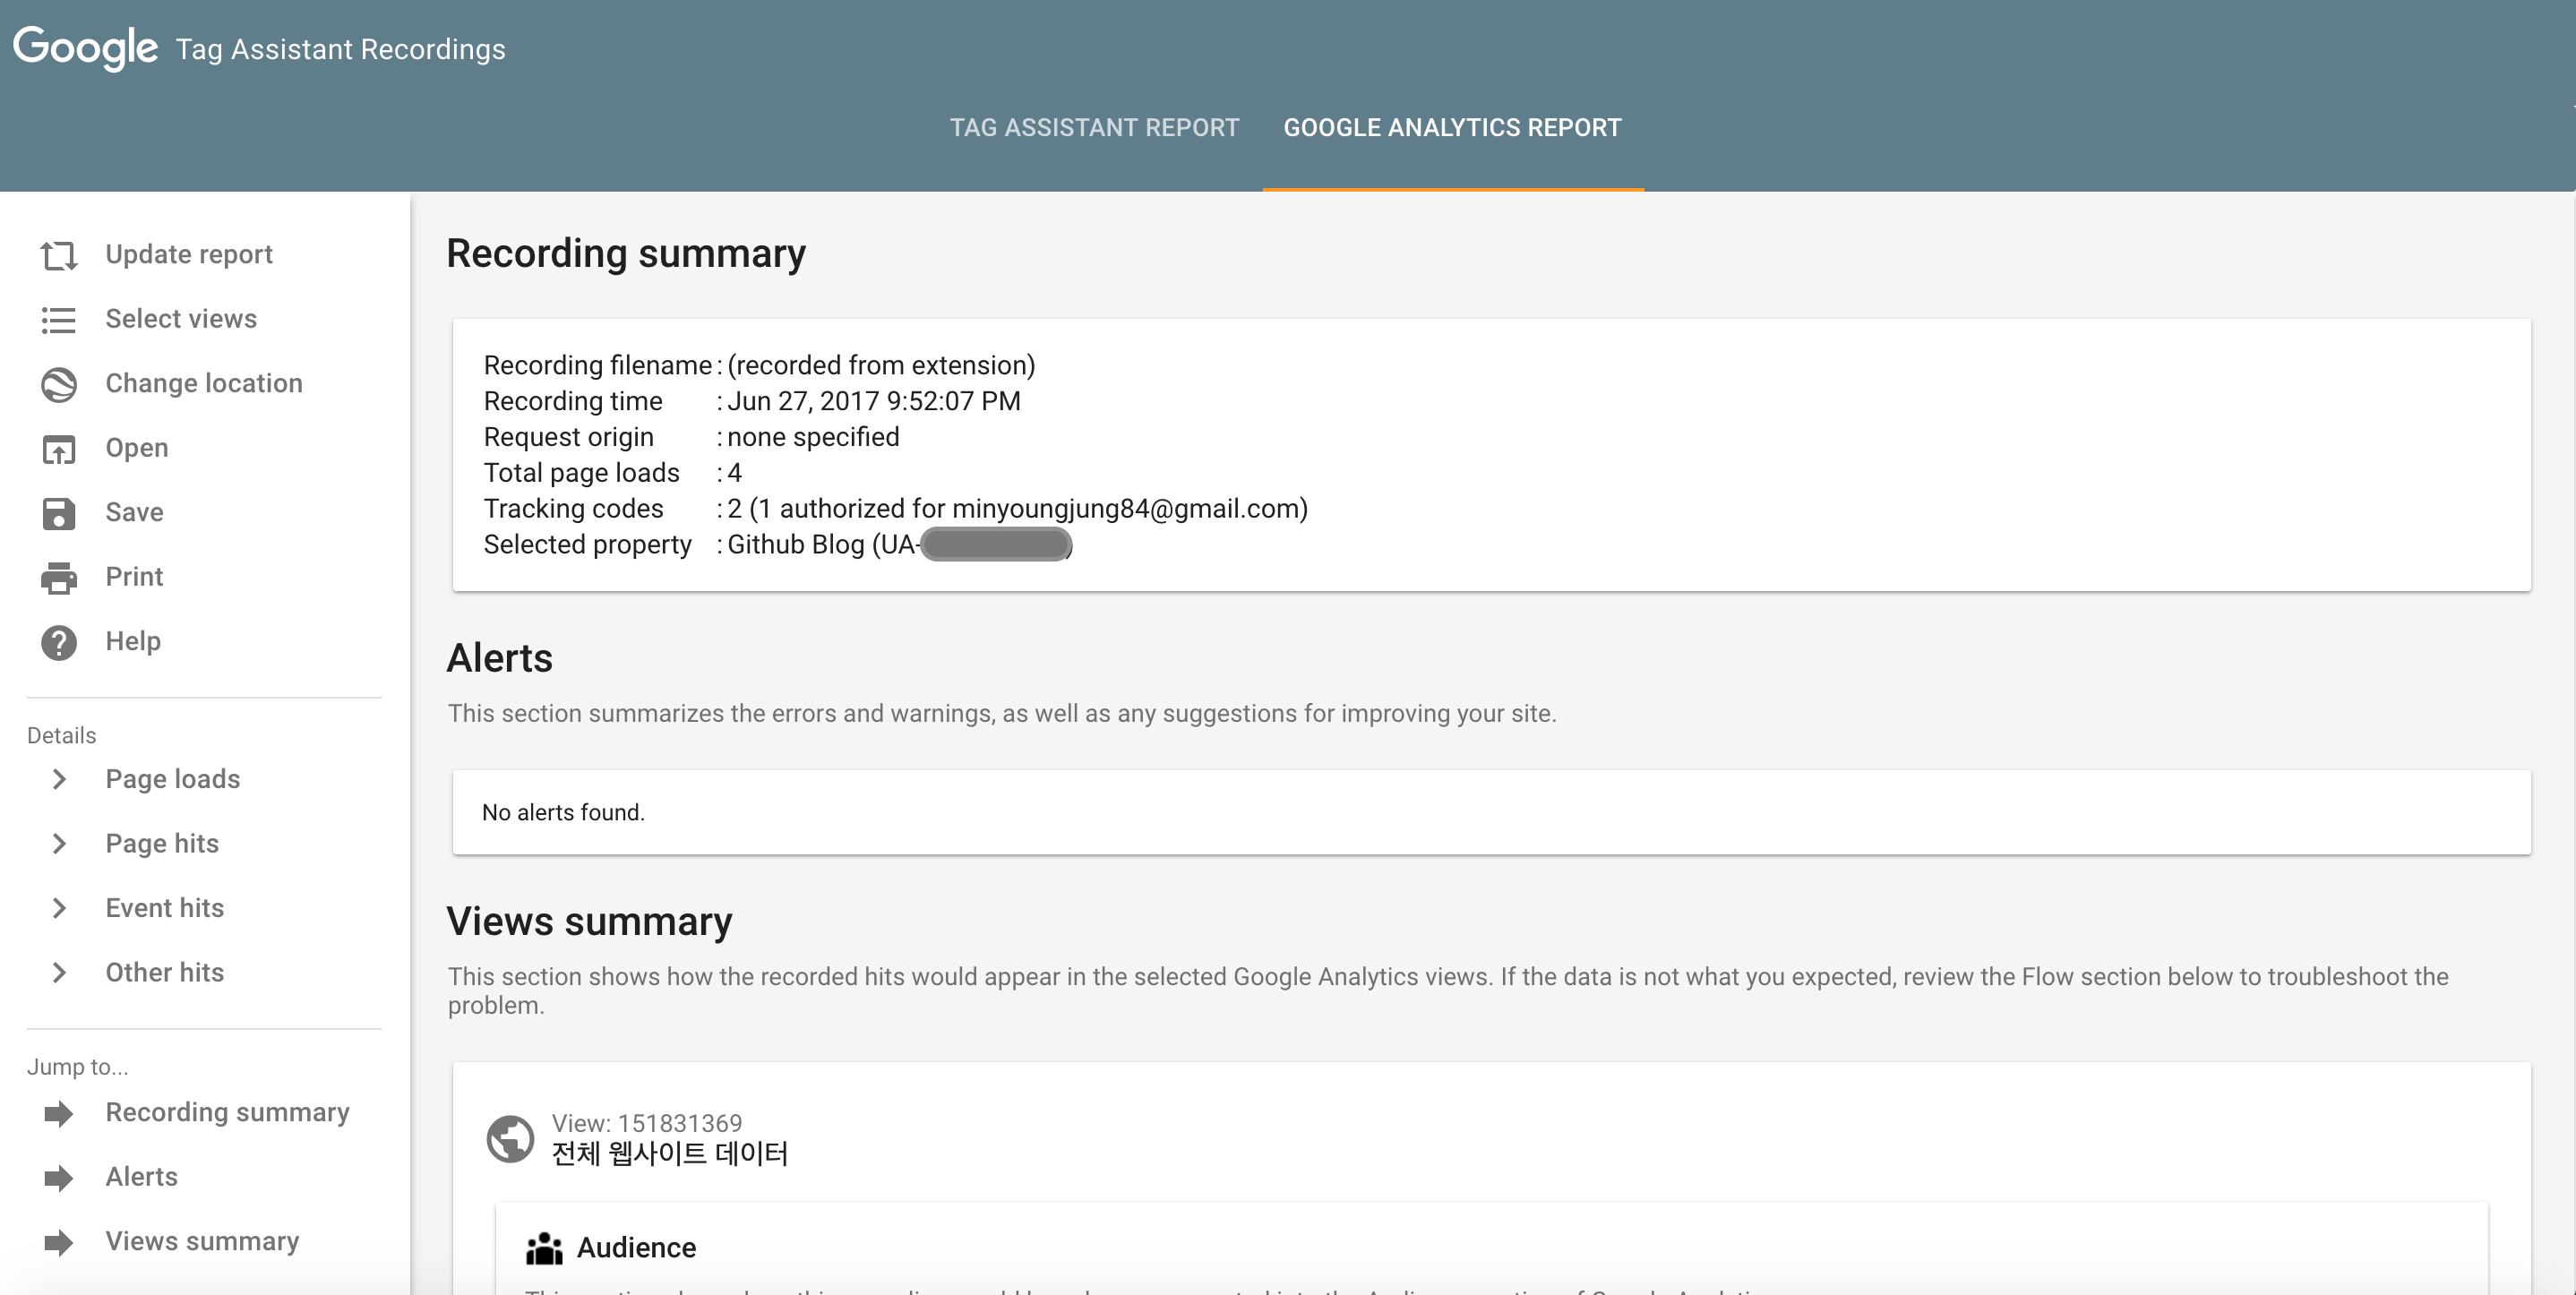 Google Tag Assistant Recordings
TAG ASSISTANT REPORT GOOGLE ANALYTICS REPORT
Update report
Select views
Change location
Open
Save
Print
Help
Details
Page loads
Page hits
Event hits
Other hits
Jump to...
Recording summary
Alerts
Views summary
Recording summary
Recording filename : (recorded from extension)
Recording time : Jun 27, 2017 9:52:07 PM
Request origin : none specified
Total page loads : 4
Tracking codes : 2 (1 authorized for minyoungjung84@gmail.com)
Selected property : Github Blog (UA-
Alerts
This section summarizes the errors and warnings, as well as any suggestions for improving your site.
No alerts found.
Views summary
This section shows how the recorded hits would appear in the selected Google Analytics views. If the data is not what you expected, review the Flow section below to troubleshoot the
problem.
View: 151831369
전체 웹사이트 데이터
Audience